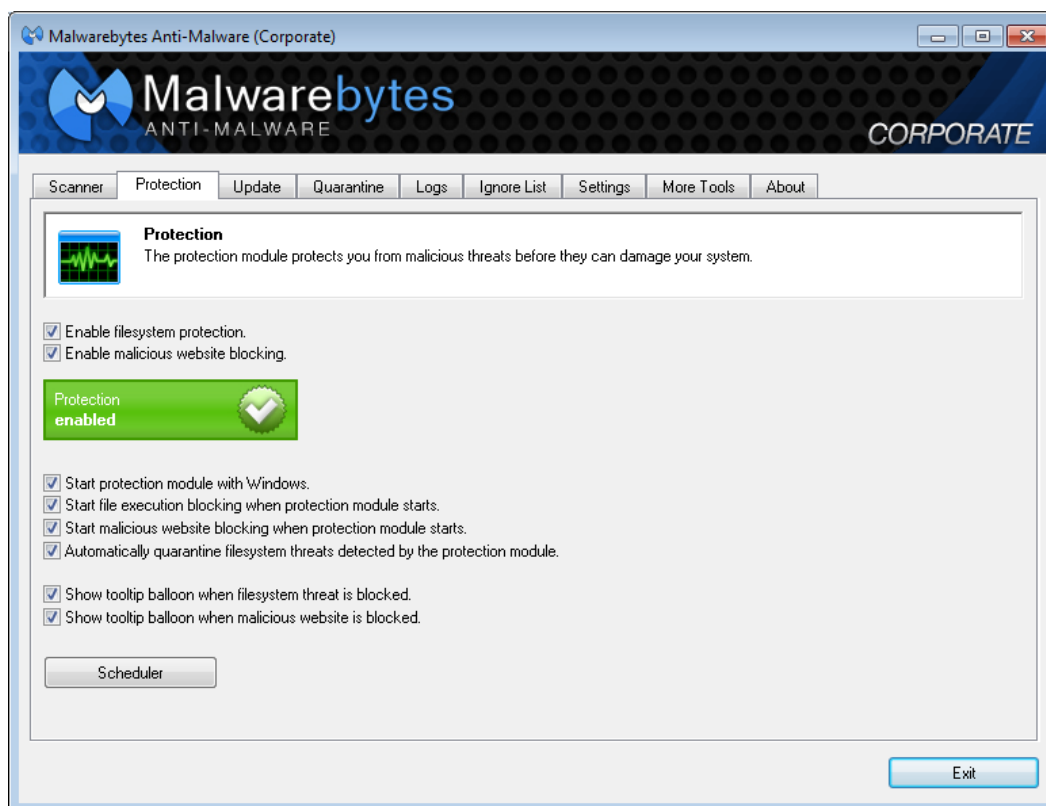 Malwarebytes Anti-Malware (Corporate)
Malwarebytes
ANTI-MALWARE
CORPORATE
Scanner Protection Update Quarantine Logs Ignore List Settings More Tools About
Protection
The protection module protects you from malicious threats before they can damage your system.
Enable filesystem protection.
Enable malicious website blocking.
Protection
enabled
Start protection module with Windows.
Start file execution blocking when protection module starts.
Start malicious website blocking when protection module starts.
Automatically quarantine filesystem threats detected by the protection module.
Show tooltip balloon when filesystem threat is blocked.
Show tooltip balloon when malicious website is blocked.
Scheduler
Exit